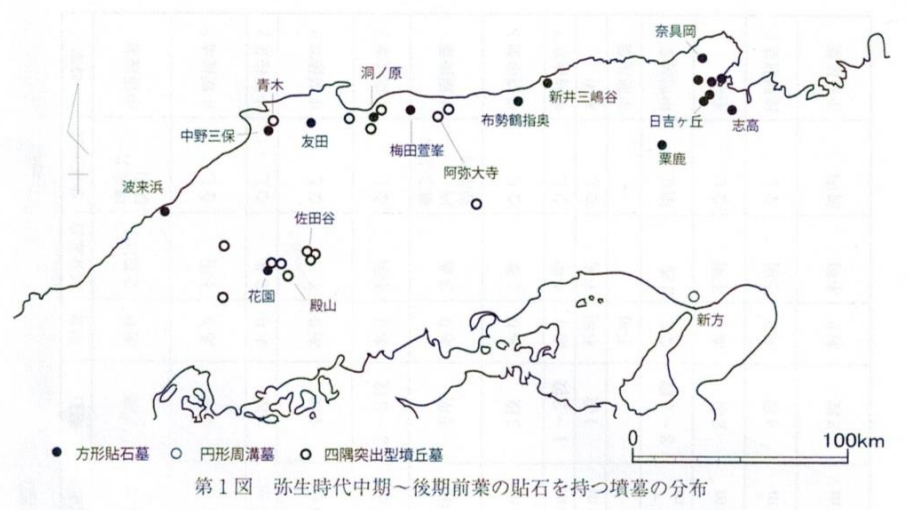 奈具岡
洞ノ原
青木
新井三嶋谷
中野三保
友田
布勢鶴指奥
日吉ヶ丘
志高
梅田萱峯
粟鹿
阿弥大寺
波来浜
佐田谷
花園
殿山
新方
0 100km
方形貼石墓 円形周溝墓 四隅突出型墳丘墓
第1図 弥生時代中期～後期前葉の貼石を持つ墳墓の分布